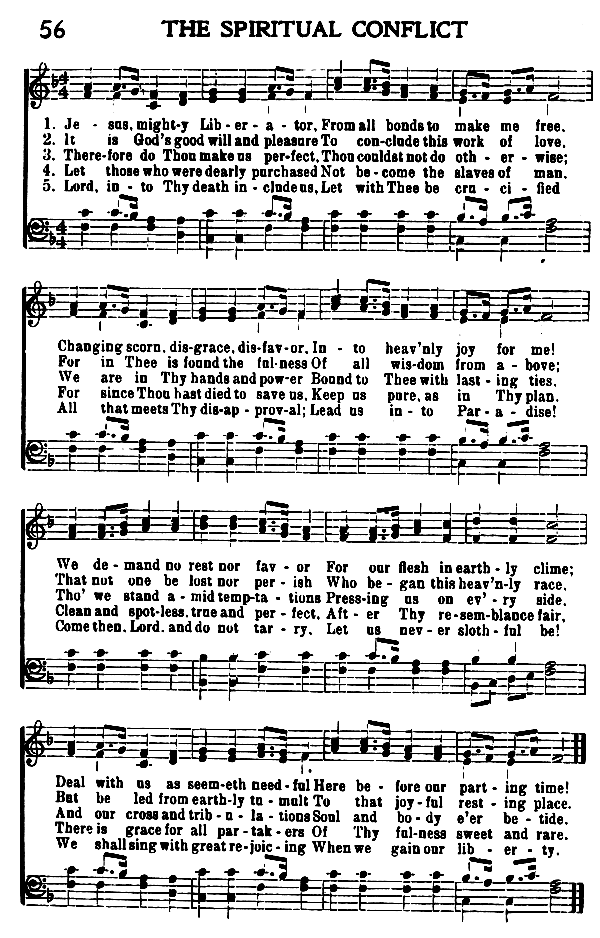 56 THE SPIRITUAL CONFLICT
1. Je - sus, might-y Lib - er - a - tor, From all bonds to make me free,
2. It is God's good will and pleasure To con-clude this work of love,
3. There-fore do Thou make us per-fect, Thou couldst not do oth - er - wise;
4. Let those who were dearly purchased Not be-come the slaves of man.
5. Lord, in - to Thy death in - clude us, Let with Thee be cru - ci - fied
Changing scorn, dis-grace, dis-fav-or, In - to heav'nly joy for me!
For in Thee is found the ful-ness Of all wis-dom from a - bove;
We are in Thy hands and pow-er Bound to Thee with last-ing ties.
For since Thou hast died to save us, Keep us pure, as in Thy plan.
All that meets Thy dis-ap - prov-al; Lead us in - to Par-a - dise!
We de - mand no rest nor fav - or For our flesh in earth - ly clime;
That not one be lost nor per - ish Who be - gan this heav'n-ly race,
Tho' we stand a - mid temp-ta - tions Press-ing us on ev' - ry side.
Clean and spot-less, true and per - fect, Aft - er Thy re-sem-blance fair,
Come then, Lord, and do not tar - ry, Let us nev - er sloth - ful be!
Deal with us as seem-eth need-ful Here be - fore our part - ing time!
But be led from earth-ly tu - mult To that joy - ful rest - ing place.
And our cross and trib - u - la - tions Soul and bo - dy e'er be - tide.
There is grace for all par - tak - ers Of Thy ful-ness sweet and rare.
We shall sing with great re-joic - ing When we gain our lib - er - ty.